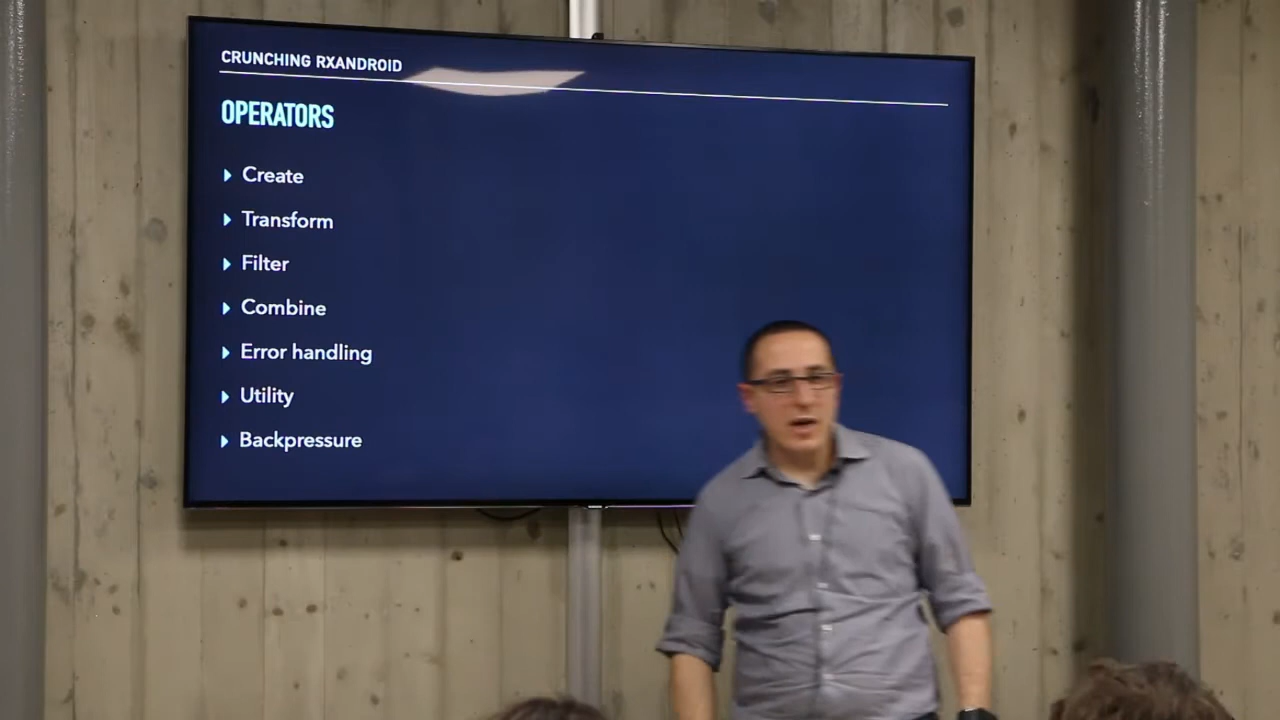 CRUNCHING RXANDROID
OPERATORS
Create
Transform
Filter
Combine
Error handling
Utility
Backpressure